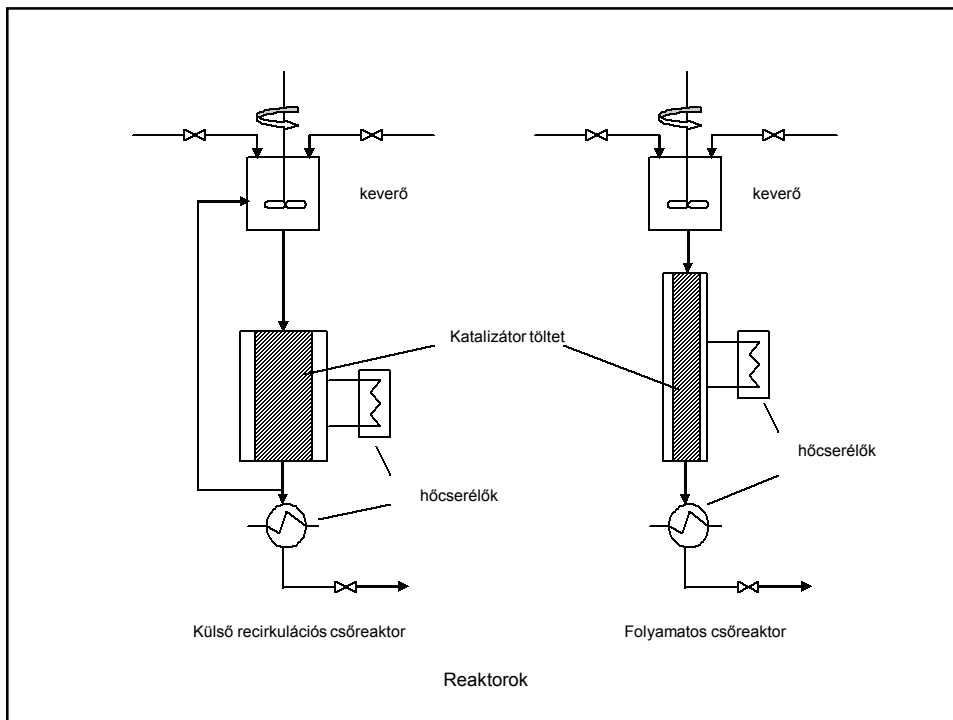 keverő
keverő
Katalizátor töltet
hőcserélők
hőcserélők
Külső recirkulációs csőreaktor
Folyamatos csőreaktor
Reaktorok